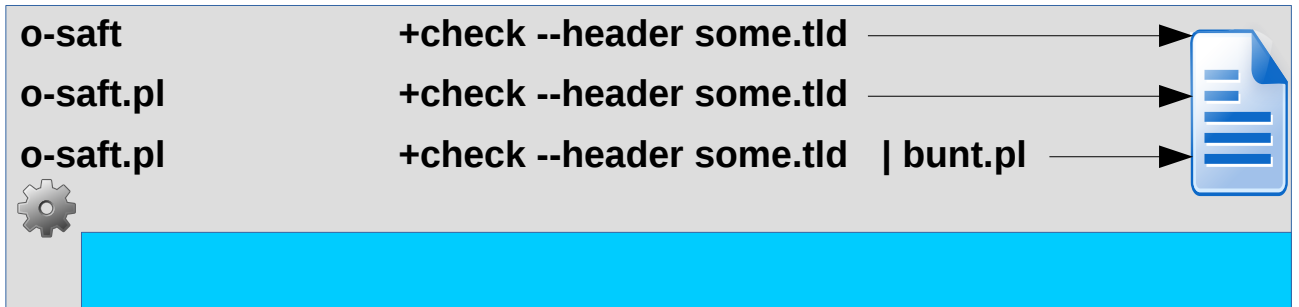 o-saft +check --header some.tld
o-saft.pl +check --header some.tld
o-saft.pl +check --header some.tld | bunt.pl